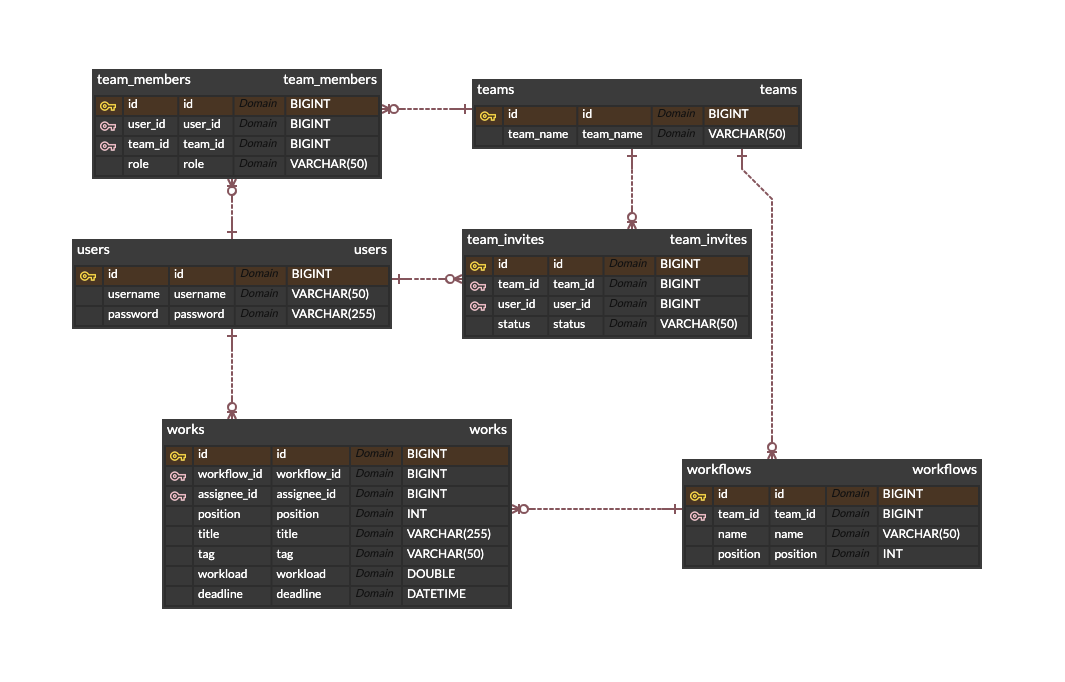 team_members team_members
id id Domain BIGINT
user_id user_id Domain BIGINT
team_id team_id Domain BIGINT
role role Domain VARCHAR(50)
teams teams
id id Domain BIGINT
team_name team_name Domain VARCHAR(50)
users users
id id Domain BIGINT
username username Domain VARCHAR(50)
password password Domain VARCHAR(255)
team_invites team_invites
id id Domain BIGINT
team_id team_id Domain BIGINT
user_id user_id Domain BIGINT
status status Domain VARCHAR(50)
works works
id id Domain BIGINT
workflow_id workflow_id Domain BIGINT
assignee_id assignee_id Domain BIGINT
position position Domain INT
title title Domain VARCHAR(255)
tag tag Domain VARCHAR(50)
workload workload Domain DOUBLE
deadline deadline Domain DATETIME
workflows workflows
id id Domain BIGINT
team_id team_id Domain BIGINT
name name Domain VARCHAR(50)
position position Domain INT